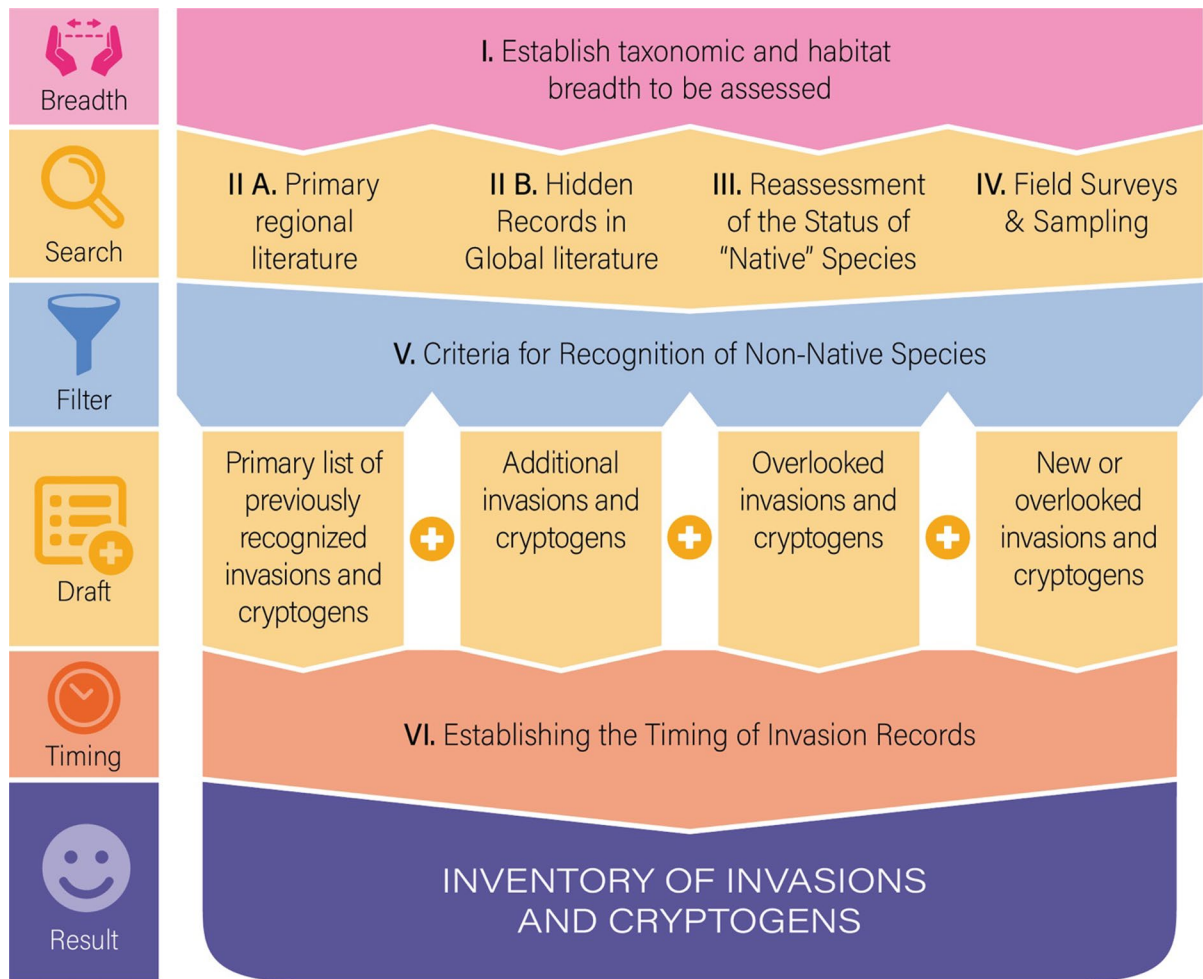 Breadth
I. Establish taxonomic and habitat
breadth to be assessed
Search
II A. Primary
regional
literature
II B. Hidden
Records in
Global literature
III. Reassessment
of the Status of
“Native” Species
IV. Field Surveys
& Sampling
Filter
V. Criteria for Recognition of Non-Native Species
Draft
Primary list of
previously
recognized
invasions and
cryptogens
Additional
invasions and
cryptogens
Overlooked
invasions and
cryptogens
New or
overlooked
invasions and
cryptogens
Timing
VI. Establishing the Timing of Invasion Records
Result
INVENTORY OF INVASIONS
AND CRYPTOGENS